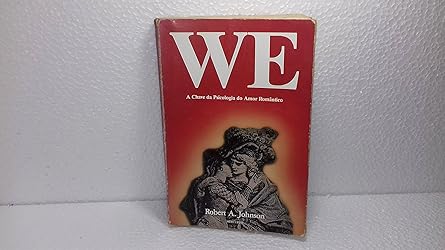 WE
A Chave da Psicologia do Amor Romântico
Robert A. Johnson